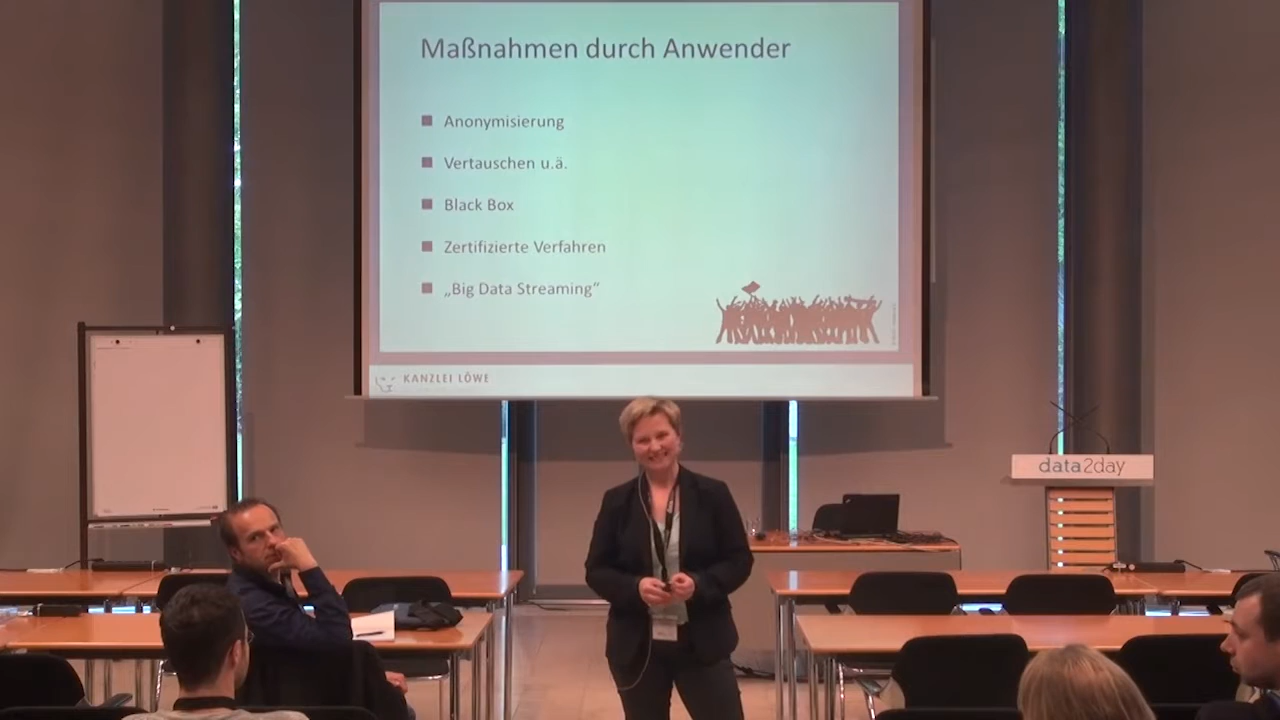 Maßnahmen durch Anwender
Anonymisierung
Vertauschen u.ä.
Black Box
Zertifizierte Verfahren
„Big Data Streaming“
KANZLEI LÖWE
data2day